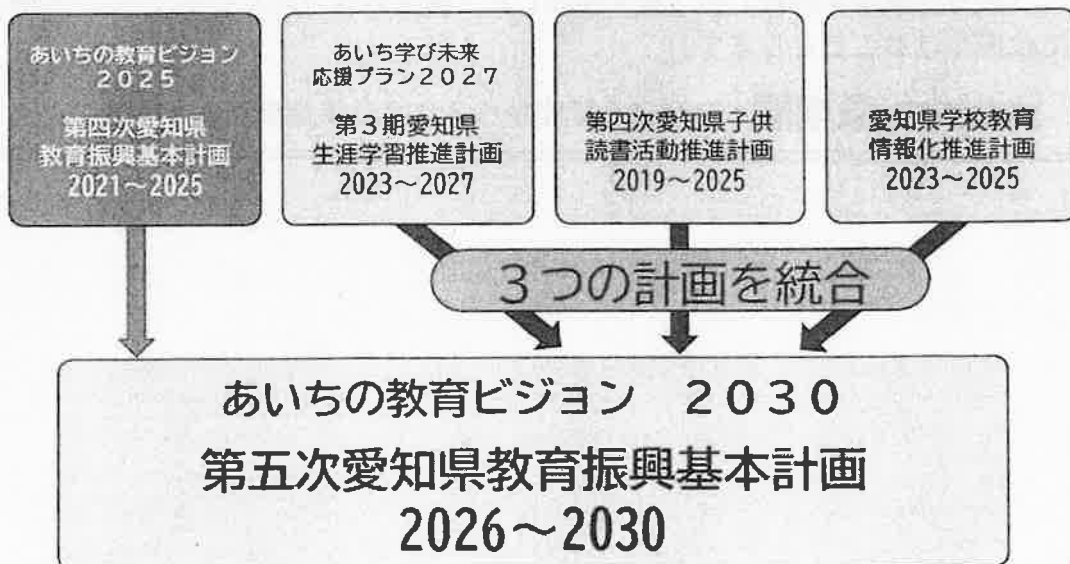 あいちの教育ビジョン
２０２５
第四次愛知県
教育振興基本計画
2021～2025
あいち学び未来
応援プラン２０２７
第３期愛知県
生涯学習推進計画
2023～2027
第四次愛知県子供
読書活動推進計画
2019～2025
愛知県学校教育
情報化推進計画
2023～2025
３つの計画を統合
あいちの教育ビジョン　２０３０
第五次愛知県教育振興基本計画
2026～2030